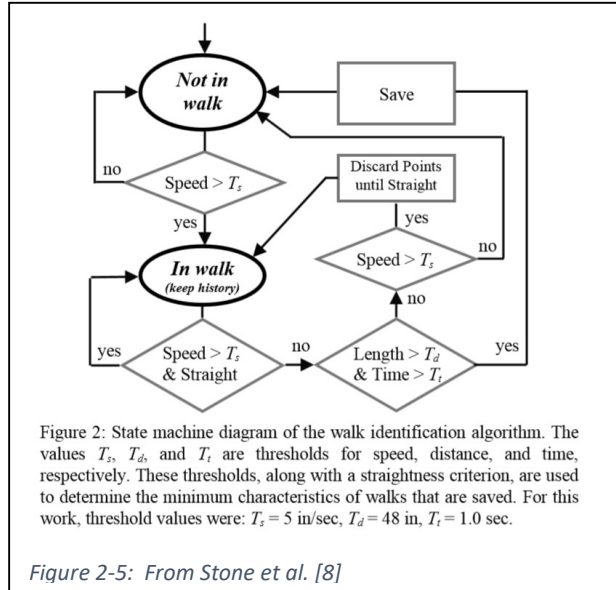 Not in
walk
Save
no
Speed > Ts
Discard Points
until Straight
yes
yes
In walk
(keep history)
Speed > Ts
no
no
yes
Speed > Ts
& Straight
no
Length > Td
& Time > Tt
yes
Figure 2: State machine diagram of the walk identification algorithm. The
values Ts, Td, and Tt are thresholds for speed, distance, and time,
respectively. These thresholds, along with a straightness criterion, are used
to determine the minimum characteristics of walks that are saved. For this
work, threshold values were: Ts = 5 in/sec, Td = 48 in, Tt = 1.0 sec.
Figure 2-5: From Stone et al. [8]